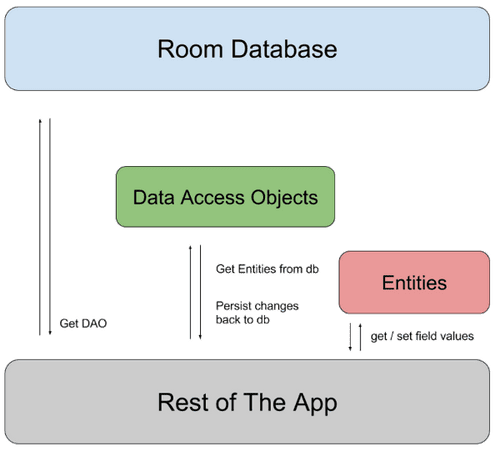 Room Database
Data Access Objects
Get Entities from db
Entities
Persist changes
back to db
Get DAO
get / set field values
Rest of The App